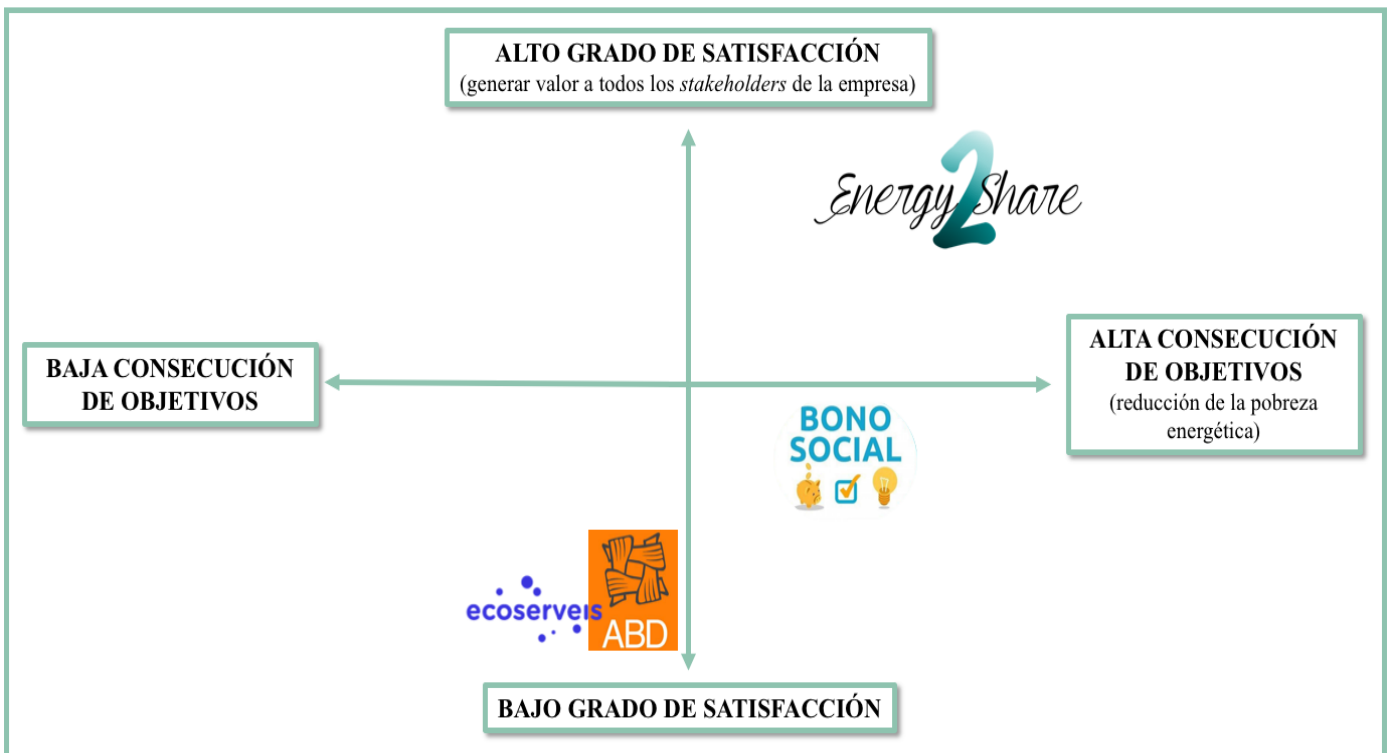 ALTO GRADO DE SATISFACCIÓN
(generar valor a todos los stakeholders de la empresa)
Energy2Share
BAJA CONSECUCIÓN
DE OBJETIVOS
ALTA CONSECUCIÓN
DE OBJETIVOS
(reducción de la pobreza
energética)
BONO
SOCIAL
ecoserveis
ABD
BAJO GRADO DE SATISFACCIÓN